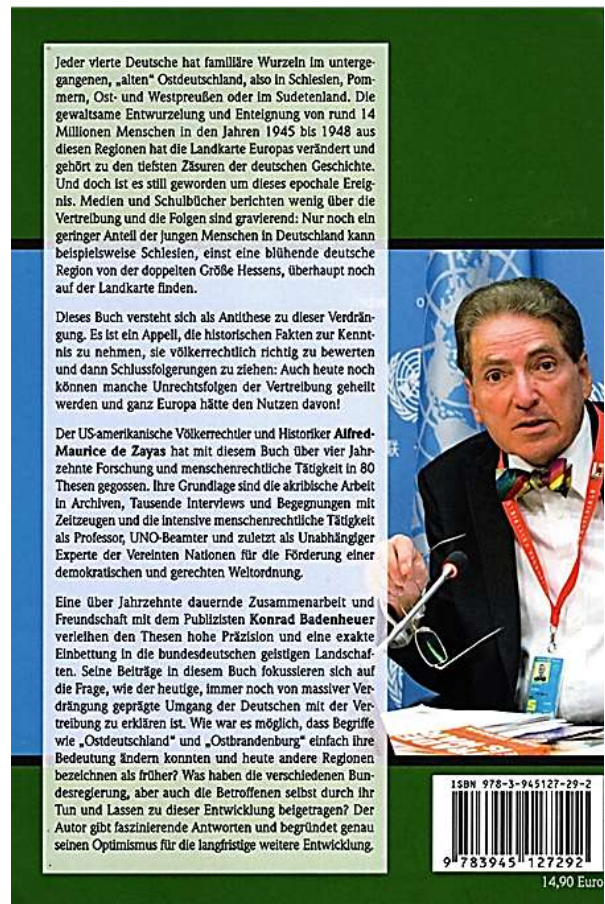 Jeder vierte Deutsche hat familiäre Wurzeln im unterge-
gangenen, „alten“ Ostdeutschland, also in Schlesien, Pom-
mern, Ost- und Westpreußen oder im Sudetenland. Die
gewaltsame Entwurzelung und Enteignung von rund 14
Millionen Menschen in den Jahren 1945 bis 1948 aus
diesen Regionen hat die Landkarte Europas verändert und
gehört zu den tiefsten Zäsuren der deutschen Geschichte.
Und doch ist es still geworden um dieses epochale Ereig-
nis. Medien und Schulbücher berichten wenig über die
Vertreibung und die Folgen sind gravierend: Nur noch ein
geringer Anteil der jungen Menschen in Deutschland kann
beispielsweise Schlesien, einst eine blühende deutsche
Region von der doppelten Größe Hessens, überhaupt noch
auf der Landkarte finden.
Dieses Buch versteht sich als Antithese zu dieser Verdrän-
gung. Es ist ein Appell, die historischen Fakten zur Kennt-
nis zu nehmen, sie völkerrechtlich richtig zu bewerten
und dann Schlussfolgerungen zu ziehen: Auch heute noch
können manche Unrechtsfolgen der Vertreibung geheilt
werden und ganz Europa hätte den Nutzen davon!
Der US-amerikanische Völkerrechtler und Historiker Alfred-
Maurice de Zayas hat mit diesem Buch über vier Jahr-
zehnte Forschung und menschenrechtliche Tätigkeit in 80
Thesen gegossen. Ihre Grundlage sind die akribische Arbeit
in Archiven, Tausende Interviews und Begegnungen mit
Zeitzeugen und die intensive menschenrechtliche Tätigkeit
als Professor, UNO-Beamter und zuletzt als Unabhängiger
Experte der Vereinten Nationen für die Förderung einer
demokratischen und gerechten Weltordnung.
Eine über Jahrzehnte dauernde Zusammenarbeit und
Freundschaft mit dem Publizisten Konrad Badenheuer
verleihen den Thesen hohe Präzision und eine exakte
Einbettung in die bundesdeutschen geistigen Landschaf-
ten. Seine Beiträge in diesem Buch fokussieren sich auf
die Frage, wie der heutige, immer noch von massiver Ver-
drängung geprägte Umgang der Deutschen mit der Ver-
treibung zu erklären ist. Wie war es möglich, dass Begriffe
wie „Ostdeutschland“ und „Ostbrandenburg“ einfach ihre
Bedeutung ändern konnten und heute andere Regionen
bezeichnen als früher? Was haben die verschiedenen Bun-
desregierung, aber auch die Betroffenen selbst durch ihr
Tun und Lassen zu dieser Entwicklung beigetragen? Der
Autor gibt faszinierende Antworten und begründet genau
seinen Optimismus für die langfristige weitere Entwicklung.
ISBN 978-3-945127-29-2
9 783945 127292
14,90 Euro